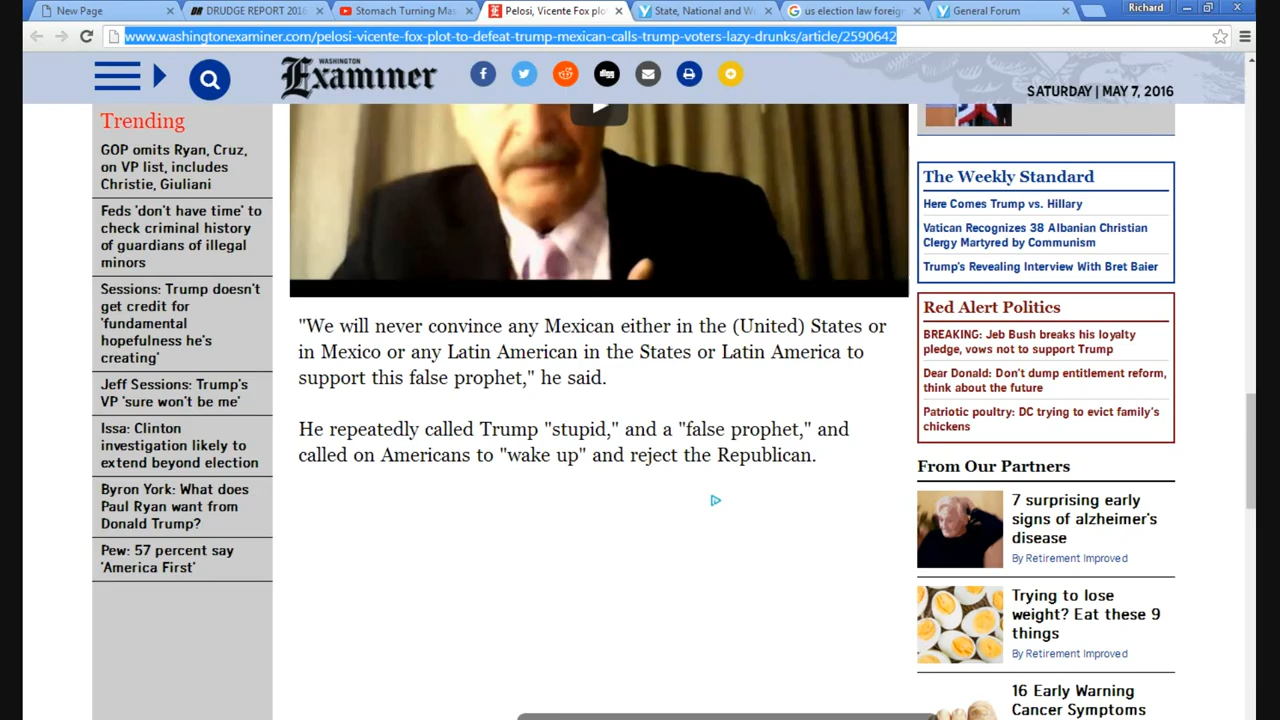 New Page
DRUDGE REPORT 2016
Stomach Turning Mas
Pelosi, Vicente Fox plo
State, National and W
us election law foreig
General Forum
Richard
www.washingtonexaminer.com/pelosi-vicente-fox-plot-to-defeat-trump-mexican-calls-trump-voters-lazy-drunks/article/2590642
WASHINGTON
Examiner
digg
SATURDAY | MAY 7, 2016
Trending
GOP omits Ryan, Cruz,
on VP list, includes
Christie, Giuliani
Feds 'don't have time' to
check criminal history
of guardians of illegal
minors
Sessions: Trump doesn't
get credit for
'fundamental
hopefulness he's
creating'
Jeff Sessions: Trump's
VP 'sure won't be me'
Issa: Clinton
investigation likely to
extend beyond election
Byron York: What does
Paul Ryan want from
Donald Trump?
Pew: 57 percent say
'America First'
"We will never convince any Mexican either in the (United) States or
in Mexico or any Latin American in the States or Latin America to
support this false prophet," he said.
He repeatedly called Trump "stupid," and a "false prophet," and
called on Americans to "wake up" and reject the Republican.
The Weekly Standard
Here Comes Trump vs. Hillary
Vatican Recognizes 38 Albanian Christian
Clergy Martyred by Communism
Trump's Revealing Interview With Bret Baier
Red Alert Politics
BREAKING: Jeb Bush breaks his loyalty
pledge, vows not to support Trump
Dear Donald: Don't dump entitlement reform,
think about the future
Patriotic poultry: DC trying to evict family's
chickens
From Our Partners
7 surprising early
signs of alzheimer's
disease
By Retirement Improved
Trying to lose
weight? Eat these 9
things
By Retirement Improved
16 Early Warning
Cancer Symptoms